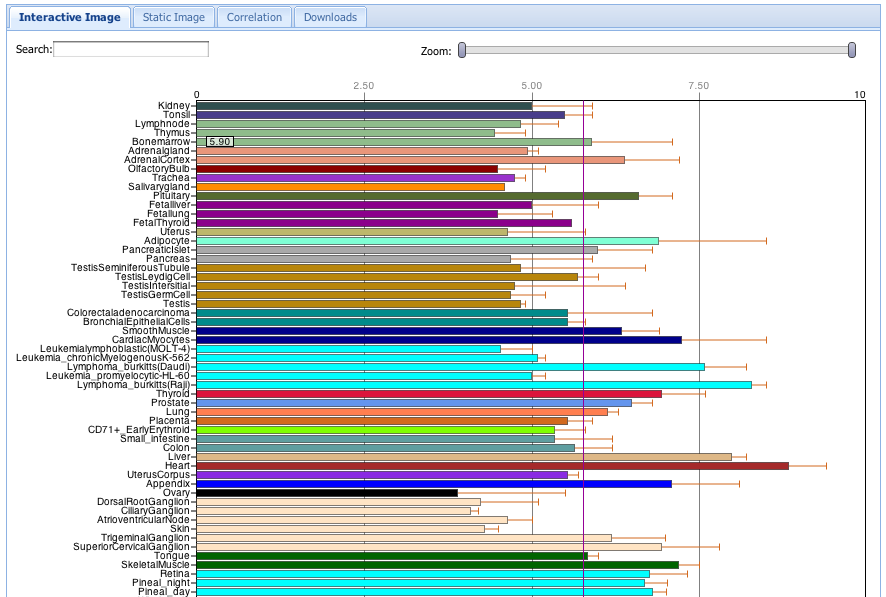 Interactive Image Static Image Correlation Downloads
Search: Zoom:
0 2.50 5.00 7.50 10
Kidney
Tonsil
Lymphnode
Thymus
Bonemarrow 5.90
Adrenalgland
AdrenalCortex
OlfactoryBulb
Trachea
Salivarygland
Pituitary
Fetalliver
Fetallung
FetalThyroid
Uterus
Adipocyte
PancreaticIslet
Pancreas
TestisSeminiferousTubule
TestisLeydigCell
TestisIntersitial
TestisGermCell
Testis
Colorectaladenocarcinoma
BronchialEpithelialCells
SmoothMuscle
CardiacMyocytes
Leukemialymphoblastic(MOLT-4)
Leukemia_chronicMyelogenousK-562
Lymphoma_burkitts(Daudi)
Leukemia_promyelocytic-HL-60
Lymphoma_burkitts(Raji)
Thyroid
Prostate
Lung
Placenta
CD71+_EarlyErythroid
Small_intestine
Colon
Liver
Heart
UterusCorpus
Appendix
Ovary
DorsalRootGanglion
CiliaryGanglion
AtrioventricularNode
Skin
TrigeminalGanglion
SuperiorCervicalGanglion
Tongue
SkeletalMuscle
Retina
Pineal_night
Pineal_day